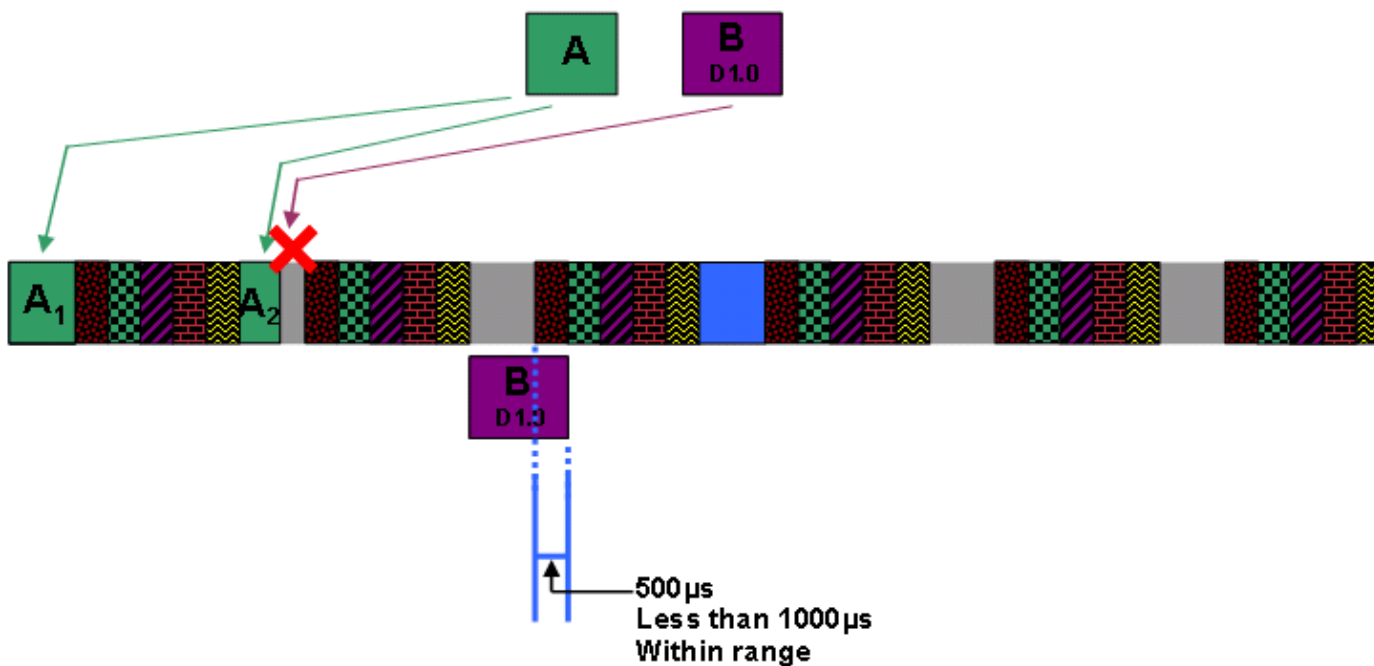 A
B
D1.0
A1
A2
B
D1.0
500µs
Less than 1000µs
Within range